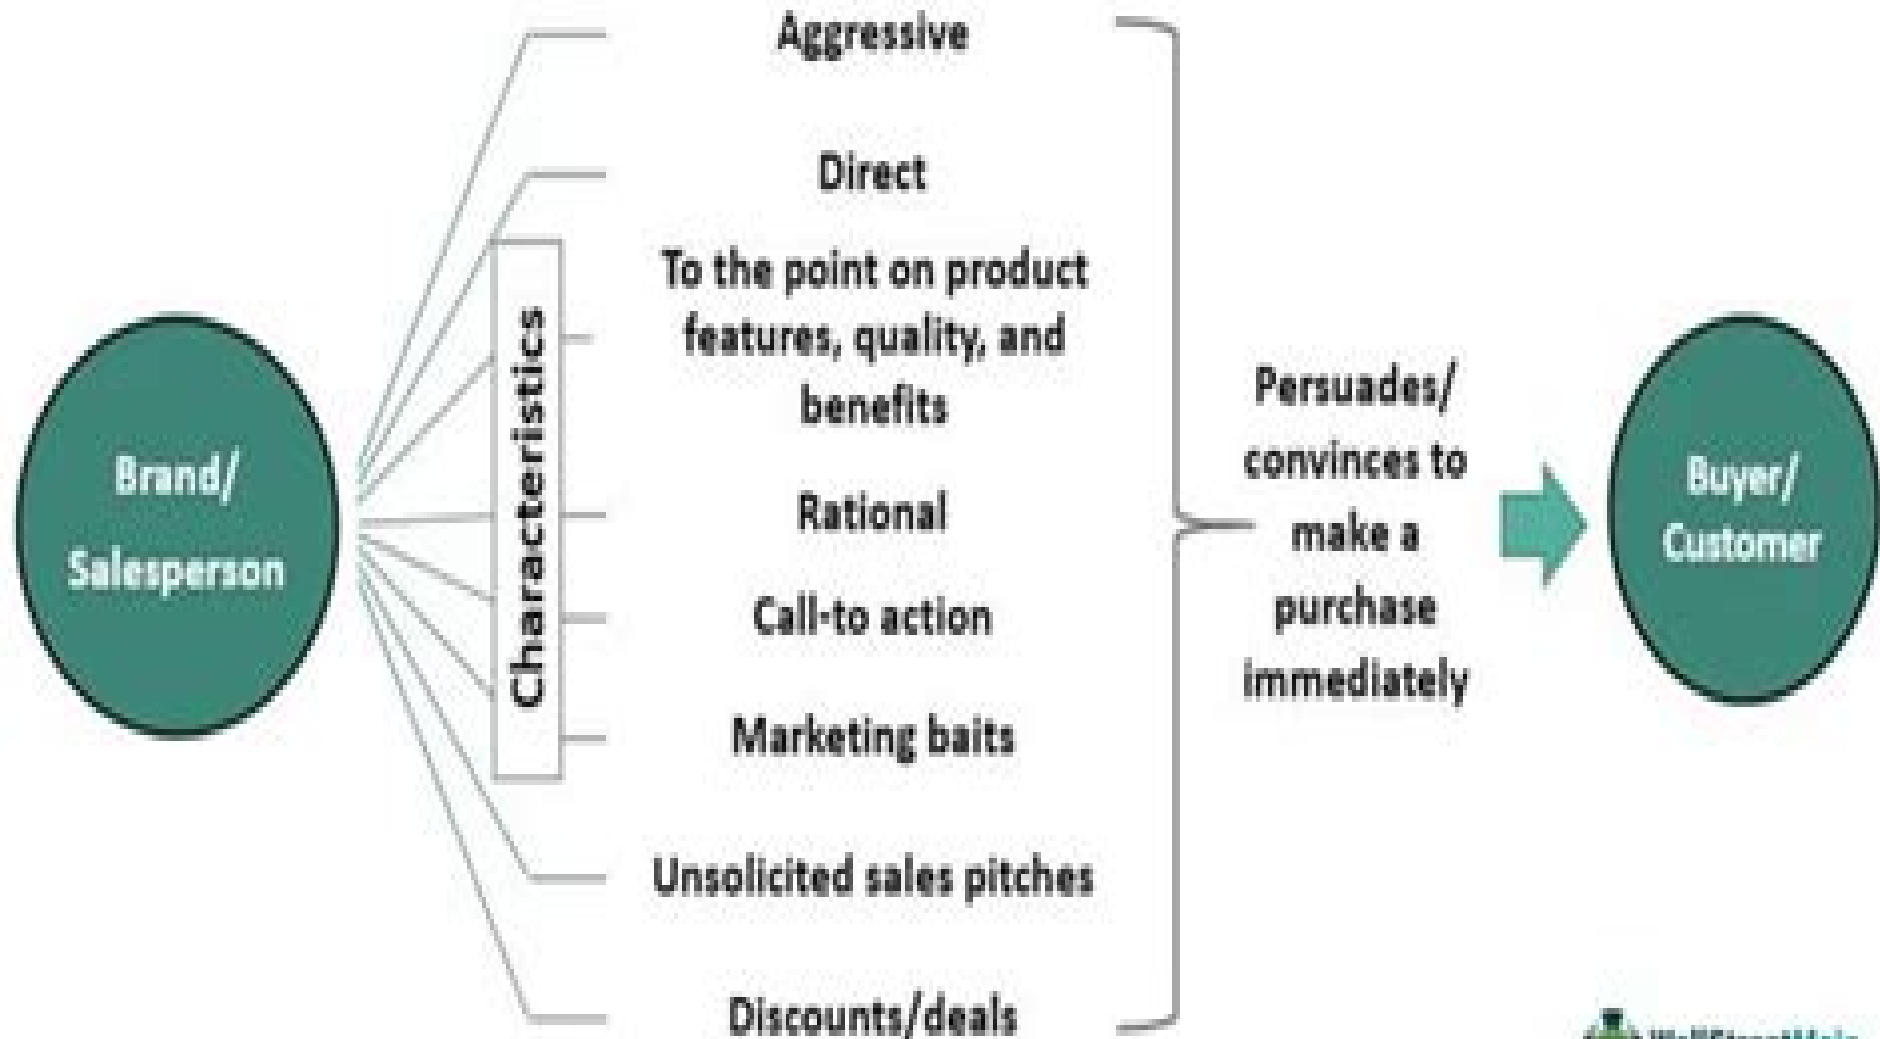 Aggressive
Direct
To the point on product
features, quality, and
benefits
Characteristics
Brand/
Salesperson
Rational
Call-to action
Marketing baits
Unsolicited sales pitches
Discounts/deals
Persuades/
convinces to
make a
purchase
immediately
Buyer/
Customer